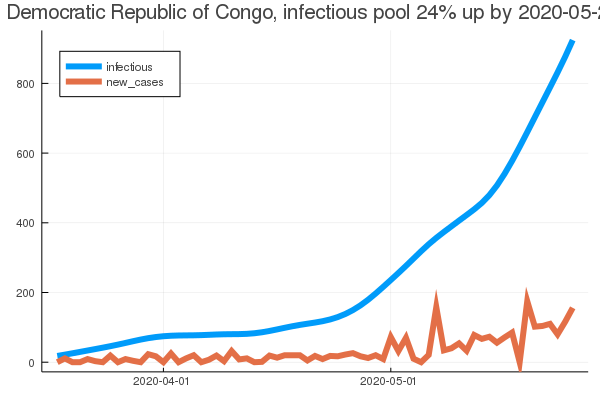 Democratic Republic of Congo, infectious pool 24% up by 2020-05-2
infectious
new_cases
800
600
400
200
0
2020-04-01
2020-05-01